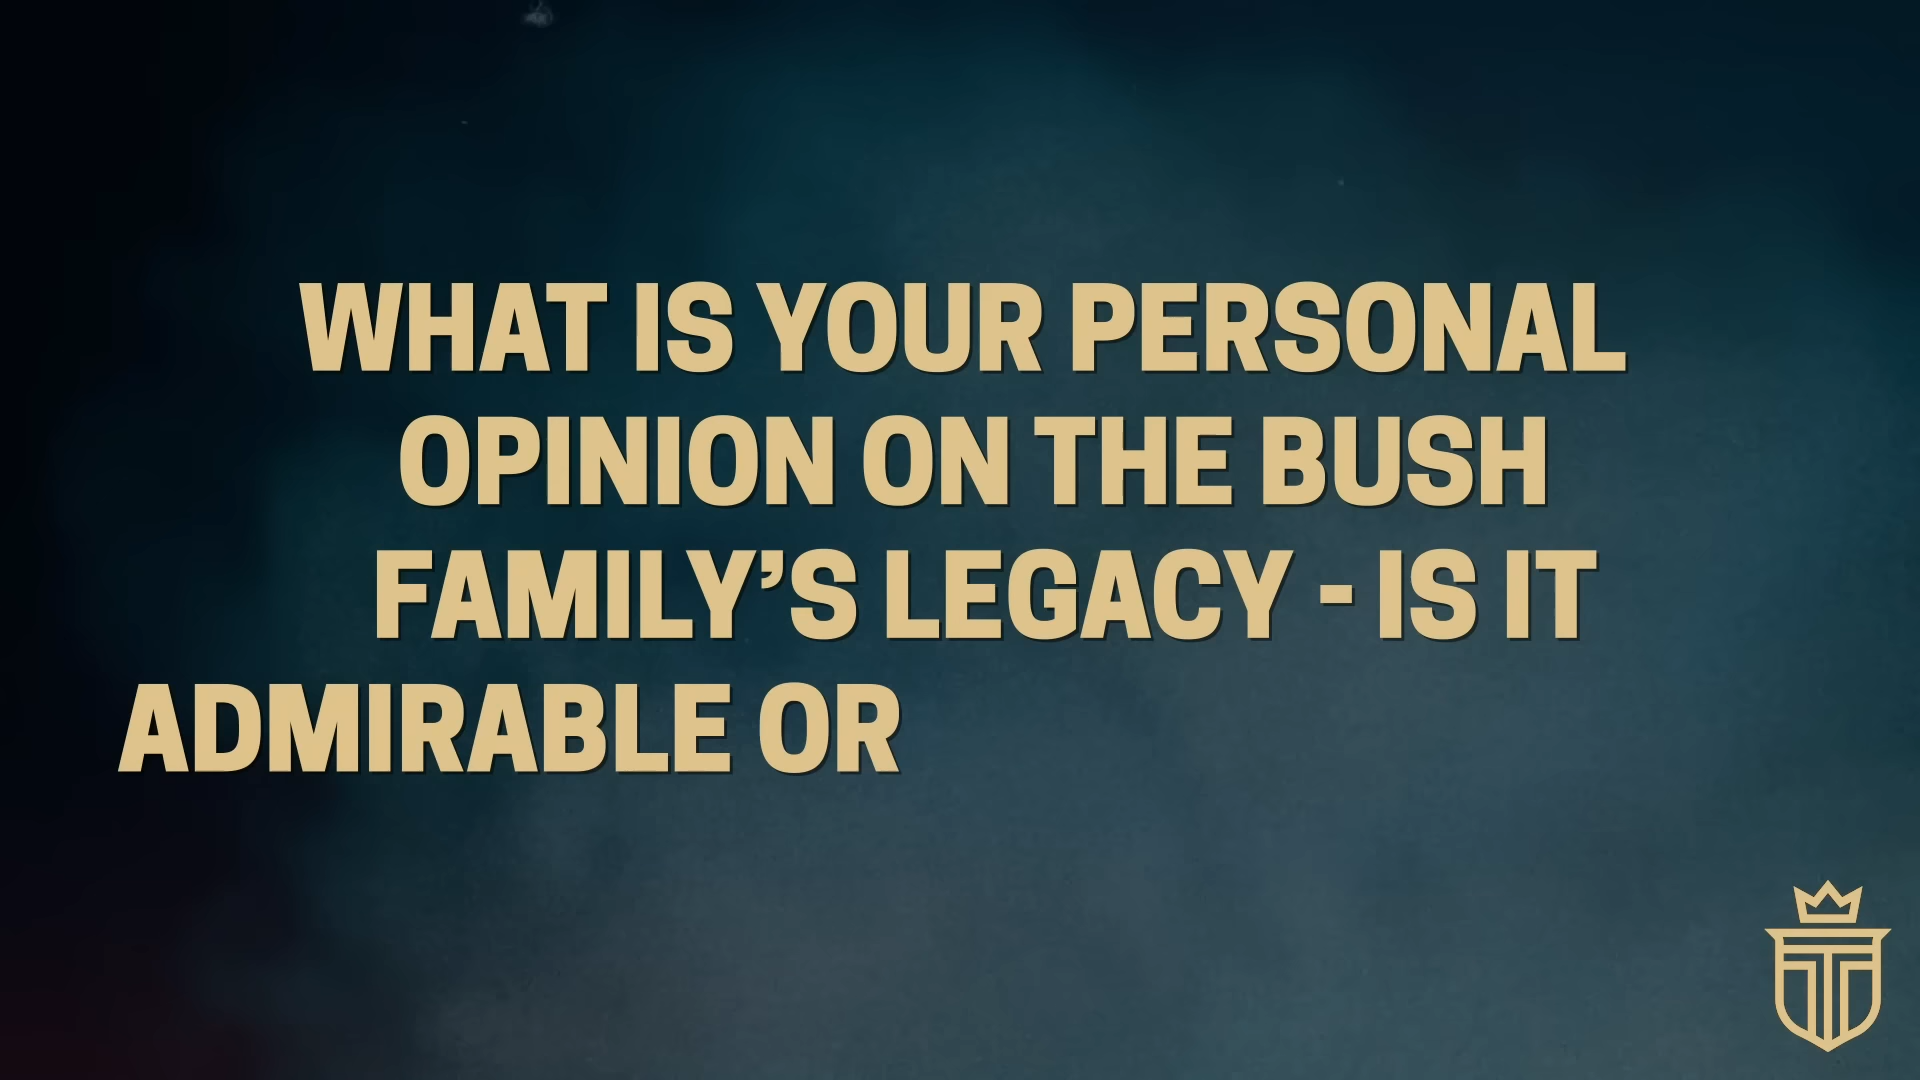 WHAT IS YOUR PERSONAL
OPINION ON THE BUSH
FAMILY’S LEGACY - IS IT
ADMIRABLE OR